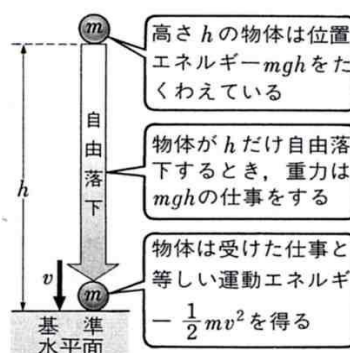 m
高さhの物体は位置
エネルギーmghをた
くわえている
自由落下
h
物体がhだけ自由落
下するとき，重力は
mghの仕事をする
v
m
物体は受けた仕事と
等しい運動エネルギ
ー 1/2 mv²を得る
基準
水平面